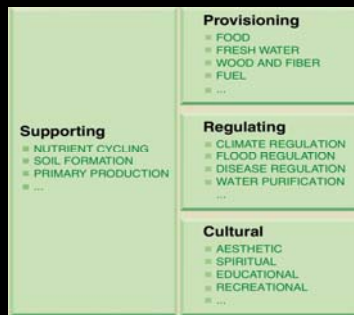 Supporting
NUTRIENT CYCLING
SOIL FORMATION
PRIMARY PRODUCTION
...
Provisioning
FOOD
FRESH WATER
WOOD AND FIBER
FUEL
...
Regulating
CLIMATE REGULATION
FLOOD REGULATION
DISEASE REGULATION
WATER PURIFICATION
...
Cultural
AESTHETIC
SPIRITUAL
EDUCATIONAL
RECREATIONAL
...